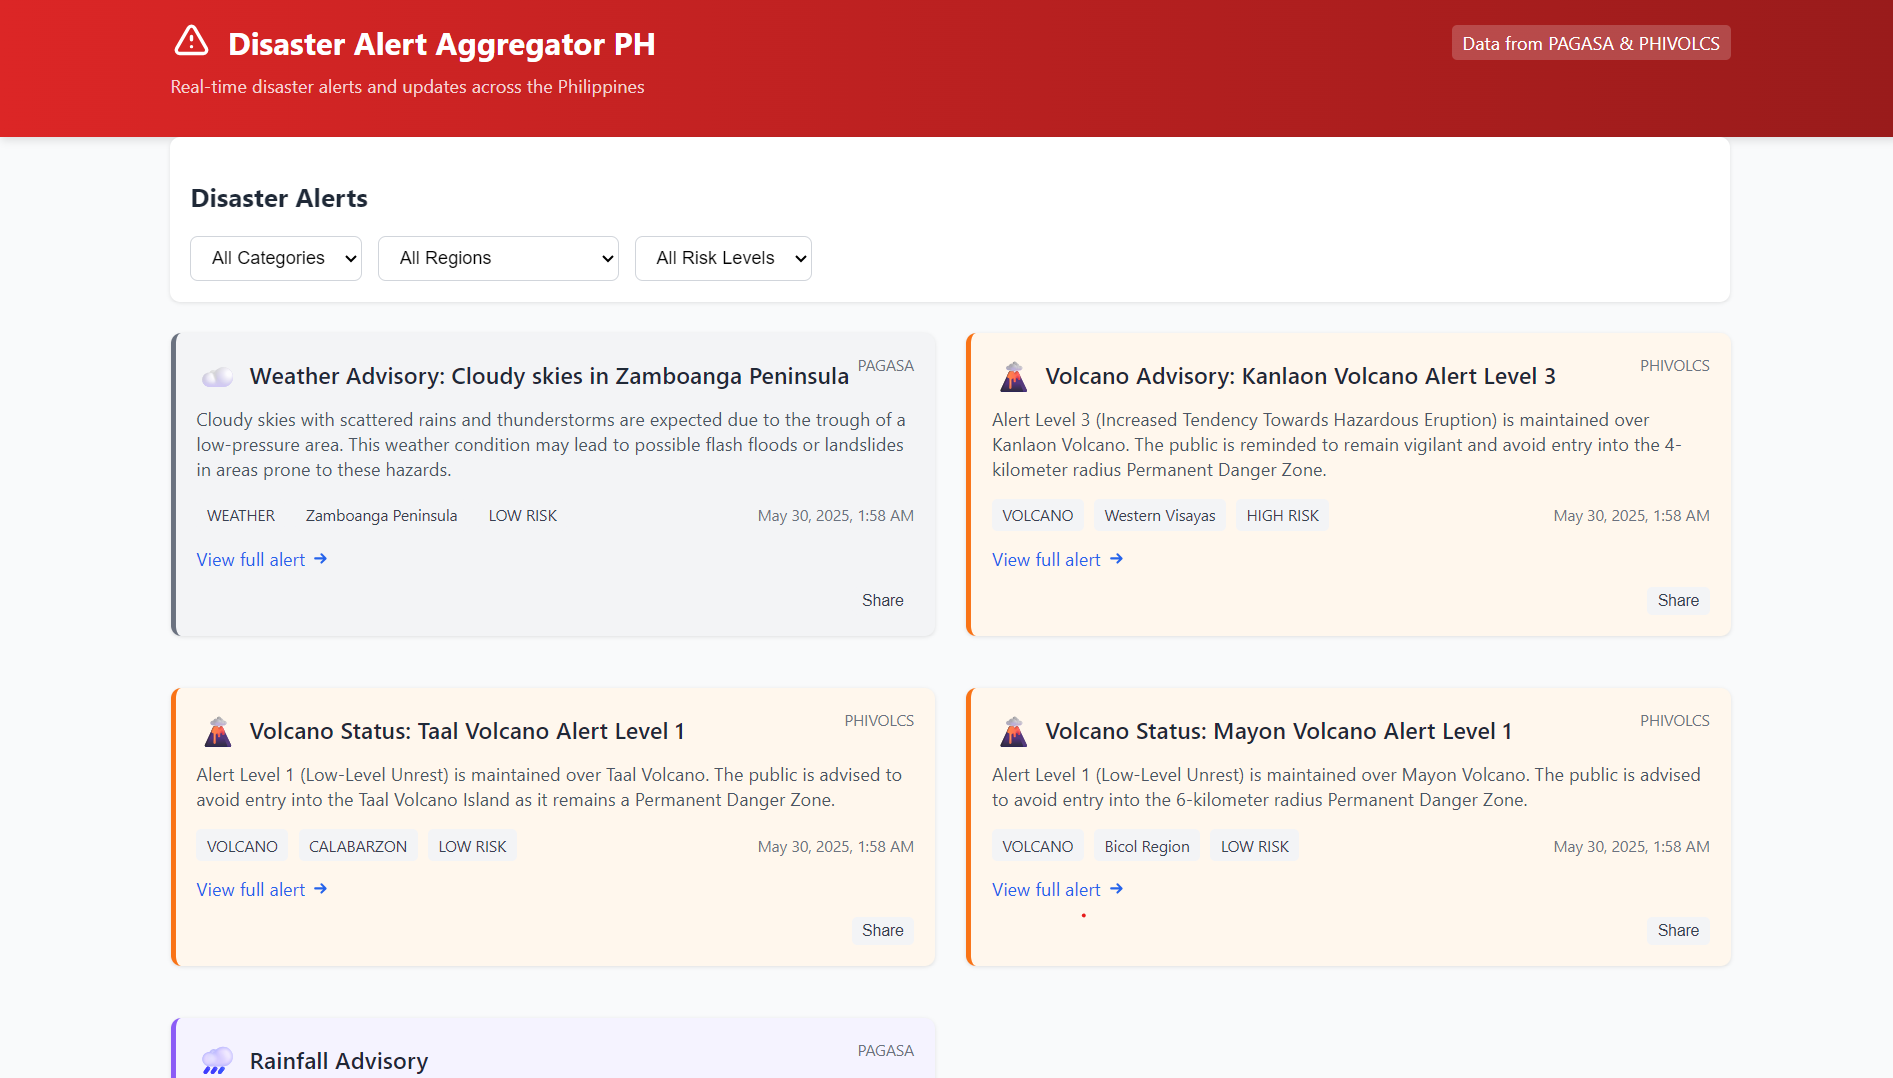 Disaster Alert Aggregator PH
Data from PAGASA & PHIVOLCS
Real-time disaster alerts and updates across the Philippines
Disaster Alerts
All Categories
All Regions
All Risk Levels
Weather Advisory: Cloudy skies in Zamboanga Peninsula
PAGASA
Cloudy skies with scattered rains and thunderstorms are expected due to the trough of a
low-pressure area. This weather condition may lead to possible flash floods or landslides
in areas prone to these hazards.
WEATHER
Zamboanga Peninsula
LOW RISK
May 30, 2025, 1:58 AM
View full alert →
Share
Volcano Advisory: Kanlaon Volcano Alert Level 3
PHIVOLCS
Alert Level 3 (Increased Tendency Towards Hazardous Eruption) is maintained over
Kanlaon Volcano. The public is reminded to remain vigilant and avoid entry into the 4-
kilometer radius Permanent Danger Zone.
VOLCANO
Western Visayas
HIGH RISK
May 30, 2025, 1:58 AM
View full alert →
Share
Volcano Status: Taal Volcano Alert Level 1
PHIVOLCS
Alert Level 1 (Low-Level Unrest) is maintained over Taal Volcano. The public is advised to
avoid entry into the Taal Volcano Island as it remains a Permanent Danger Zone.
VOLCANO
CALABARZON
LOW RISK
May 30, 2025, 1:58 AM
View full alert →
Share
Volcano Status: Mayon Volcano Alert Level 1
PHIVOLCS
Alert Level 1 (Low-Level Unrest) is maintained over Mayon Volcano. The public is advised
to avoid entry into the 6-kilometer radius Permanent Danger Zone.
VOLCANO
Bicol Region
LOW RISK
May 30, 2025, 1:58 AM
View full alert →
Share
Rainfall Advisory
PAGASA